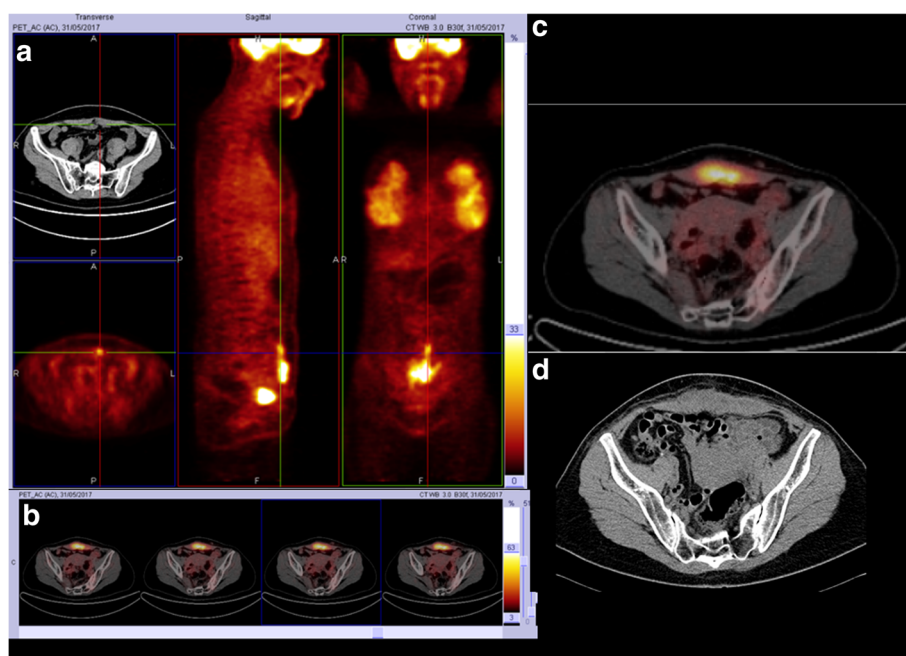 Transverse Sagittal Coronal
PET_AC (AC), 31/05/2017 CT WB 3.0 B30f, 31/05/2017
a
A
R L
P
A
R L
P
H
P A
F
H
R L
F
%
33
0
PET_AC (AC), 31/05/2017 CT WB 3.0 B30f, 31/05/2017
b
%
63
3
c
d